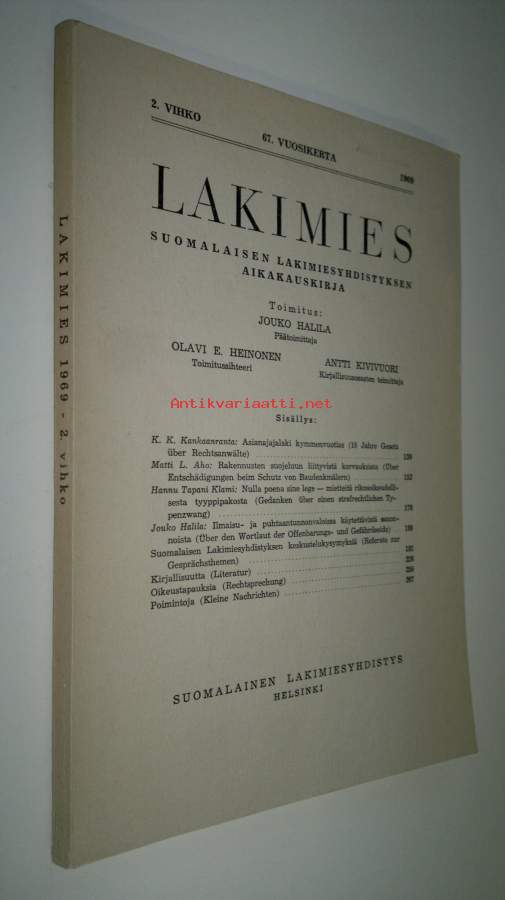 2. VIHKO
67. VUOSIKERTA
1969
LAKIMIES
SUOMALAISEN LAKIMIESYHDISTYKSEN
AIKAKAUSKIRJA
Toimitus:
JOUKO HALILA
Päätoimittaja
OLAVI E. HEINONEN
Toimitussihteeri
ANTTI KIVIVUORI
Kirjallisuusosaston toimittaja
Antikvariaatti.net
Sisällys:
K. K. Kankaanranta: Asianajajalaki kymmenvuotias (10 Jahre Gesetz
über Rechtsanwälte)
Matti L. Aho: Rakennusten suojeluun liittyvistä korvauksista (Über
Entschädigungen beim Schutz von Baudenkmälern)
Hannu Tapani Klami: Nulla poena sine lege — mietteitä rikosoikeudelli-
sesta tyyppipakosta (Gedanken über einen strafrechtlichen Ty-
penzwang)
Jouko Halila: Ilmaisu- ja puhtaantunnonvaloissa käytettävistä sanon-
noista (Über den Wortlaut der Offenbarungs- und Gefährdeeide)
Suomalaisen Lakimiesyhdistyksen keskustelukysymyksiä (Referate zur
Gesprächsthemen)
Kirjallisuutta (Literatur)
Oikeustapauksia (Rechtsprechung)
Poimintoja (Kleine Nachrichten)
SUOMALAINEN LAKIMIESYHDISTYS
HELSINKI
LAKIMIES 1969 - 2. vihko